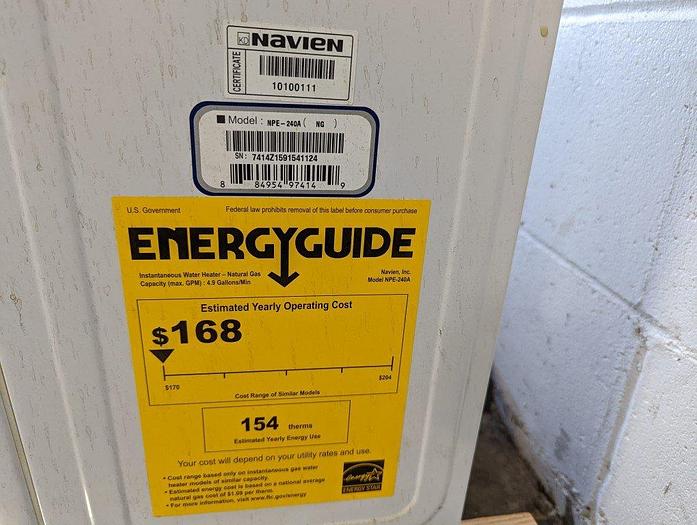 KD NAVIEN
CERTIFICATE
10100111
Model : NPE-240A ( NG )
SN: 7414Z1591541124
8 84954 97414 9
U.S. Government Federal law prohibits removal of this label before consumer purchase
ENERGYGUIDE
Instantaneous Water Heater – Natural Gas
Capacity (max. GPM) : 4.9 Gallons/Min
Navien, Inc.
Model NPE-240A
Estimated Yearly Operating Cost
$168
$170 $204
Cost Range of Similar Models
154 therms
Estimated Yearly Energy Use
Your cost will depend on your utility rates and use.
• Cost range based only on instantaneous gas water
heater models of similar capacity.
• Estimated energy cost is based on a national average
natural gas cost of $1.09 per therm.
• For more information, visit www.ftc.gov/energy
energy
ENERGY STAR